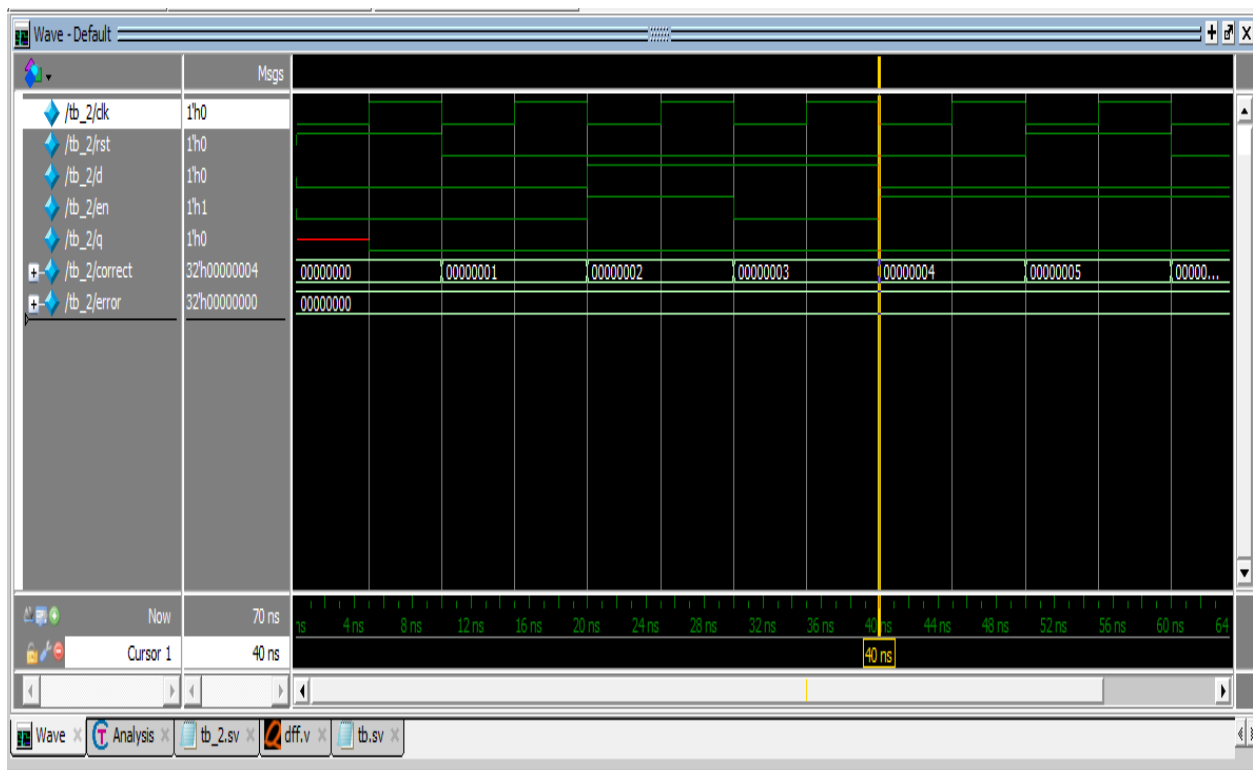 Wave - Default
Msgs
/tb_2/clk 1'h0
/tb_2/rst 1'h0
/tb_2/d 1'h0
/tb_2/en 1'h1
/tb_2/q 1'h0
/tb_2/correct 32'h00000004 00000000 00000001 00000002 00000003 00000004 00000005 00000...
/tb_2/error 32'h00000000 00000000
Now 70 ns ns 4 ns 8 ns 12 ns 16 ns 20 ns 24 ns 28 ns 32 ns 36 ns 40 ns 44 ns 48 ns 52 ns 56 ns 60 ns 64
Cursor 1 40 ns 40 ns
Wave Analysis tb_2.sv dff.v tb.sv